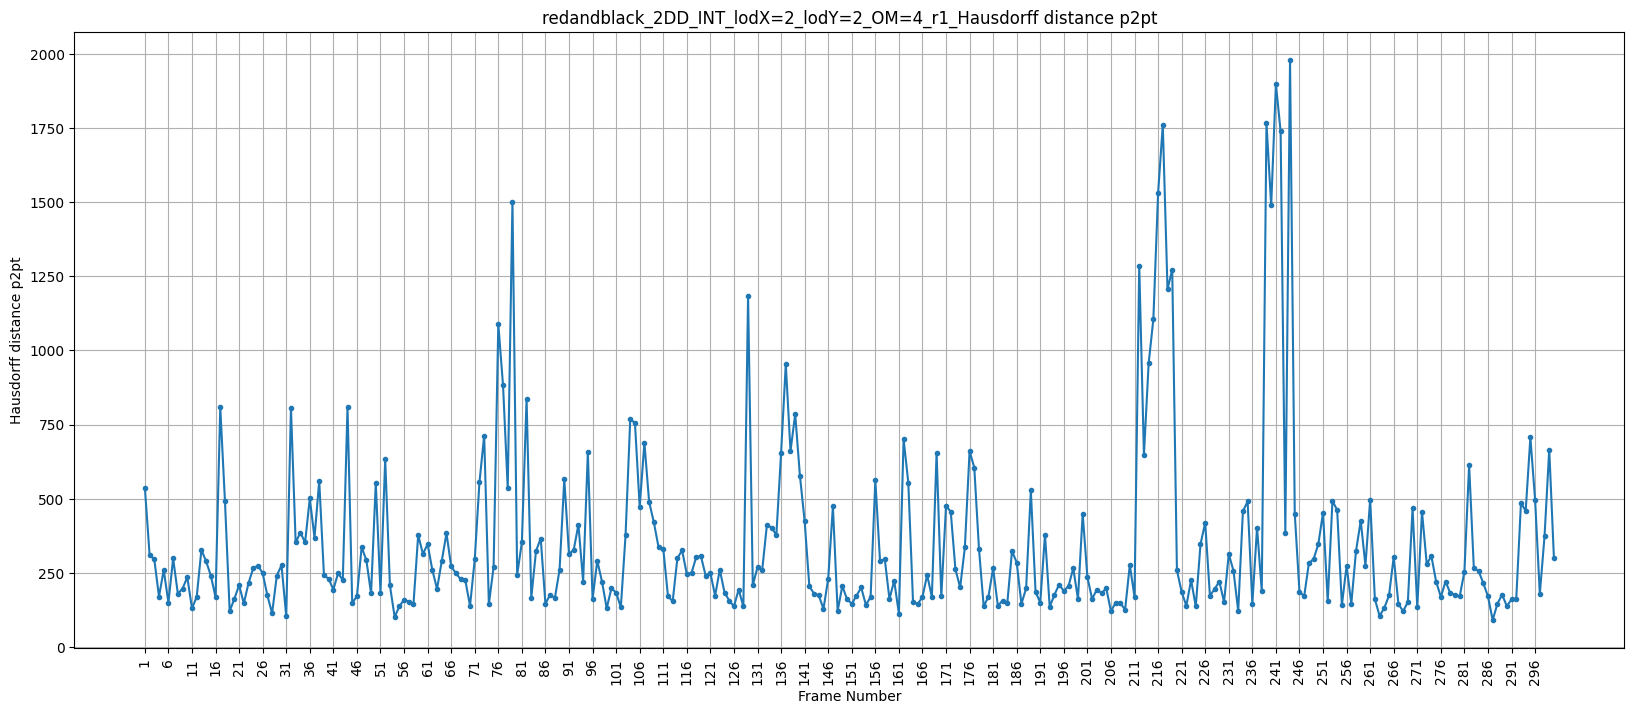 redandblack_2DD_INT_lodX=2_lodY=2_OM=4_r1_Hausdorff distance p2pt
Hausdorff distance p2pt
2000
1750
1500
1250
1000
750
500
250
0
1 6 11 16 21 26 31 36 41 46 51 56 61 66 71 76 81 86 91 96 101 106 111 116 121 126 131 136 141 146 151 156 161 166 171 176 181 186 191 196 201 206 211 216 221 226 231 236 241 246 251 256 261 266 271 276 281 286 291 296
Frame Number